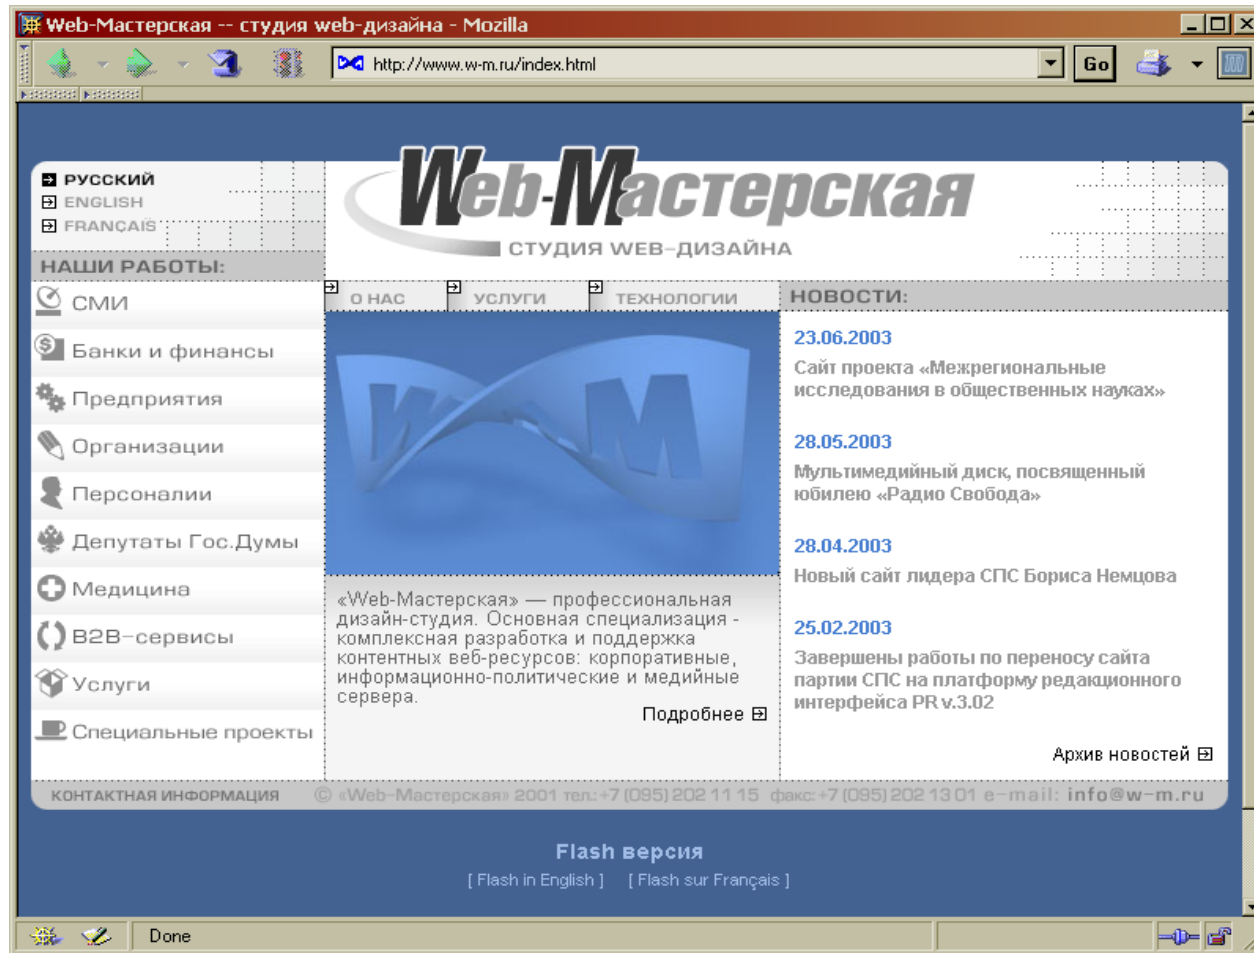 Web-Мастерская -- студия web-дизайна - Mozilla
http://www.w-m.ru/index.html
Go
РУССКИЙ
ENGLISH
FRANÇAIS
Web-Мастерская
СТУДИЯ WEB-ДИЗАЙНА
НАШИ РАБОТЫ:
СМИ
Банки и финансы
Предприятия
Организации
Персоналии
Депутаты Гос.Думы
Медицина
B2B-сервисы
Услуги
Специальные проекты
О НАС
УСЛУГИ
ТЕХНОЛОГИИ
W M
«Web-Мастерская» — профессиональная
дизайн-студия. Основная специализация -
комплексная разработка и поддержка
контентных веб-ресурсов: корпоративные,
информационно-политические и медийные
сервера.
Подробнее
НОВОСТИ:
23.06.2003
Сайт проекта «Межрегиональные
исследования в общественных науках»
28.05.2003
Мультимедийный диск, посвященный
юбилею «Радио Свобода»
28.04.2003
Новый сайт лидера СПС Бориса Немцова
25.02.2003
Завершены работы по переносу сайта
партии СПС на платформу редакционного
интерфейса PR v.3.02
Архив новостей
КОНТАКТНАЯ ИНФОРМАЦИЯ © «Web-Мастерская» 2001 тел.:+7 (095) 202 11 15 факс:+7 (095) 202 13 01 e-mail: info@w-m.ru
Flash версия
[ Flash in English ] [ Flash sur Français ]
Done